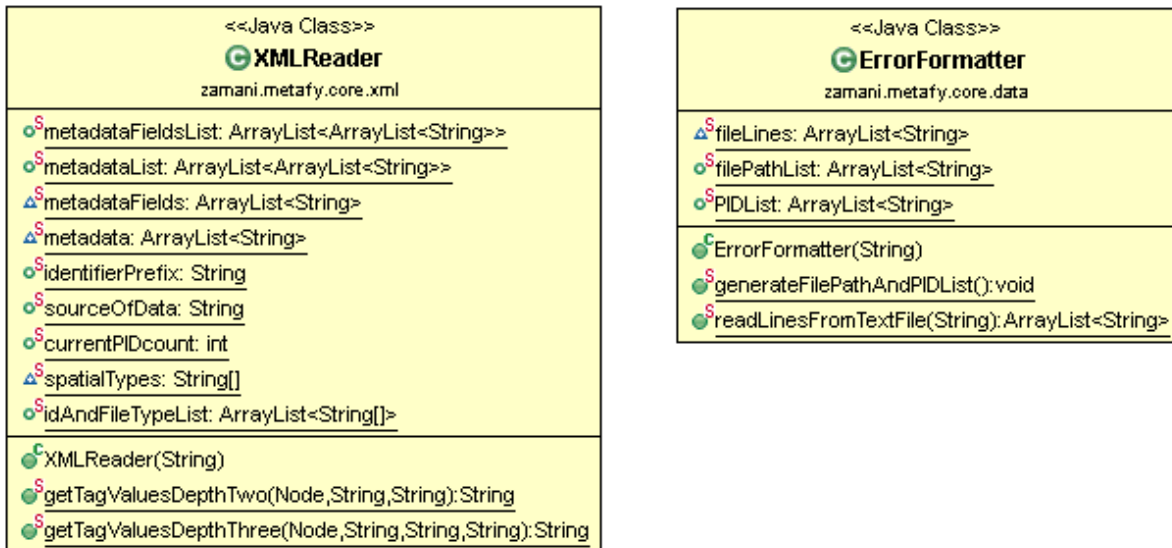 <<Java Class>>
XMLReader
zamani.metafy.core.xml
metadataFieldsList: ArrayList<ArrayList<String>>
metadataList: ArrayList<ArrayList<String>>
metadataFields: ArrayList<String>
metadata: ArrayList<String>
identifierPrefix: String
sourceOfData: String
currentPIDcount: int
spatialTypes: String[]
idAndFileTypeList: ArrayList<String[]>
XMLReader(String)
getTagValuesDepthTwo(Node,String,String):String
getTagValuesDepthThree(Node,String,String,String):String
<<Java Class>>
ErrorFormatter
zamani.metafy.core.data
fileLines: ArrayList<String>
filePathList: ArrayList<String>
PIDList: ArrayList<String>
ErrorFormatter(String)
generateFilePathAndPIDList():void
readLinesFromTextFile(String):ArrayList<String>